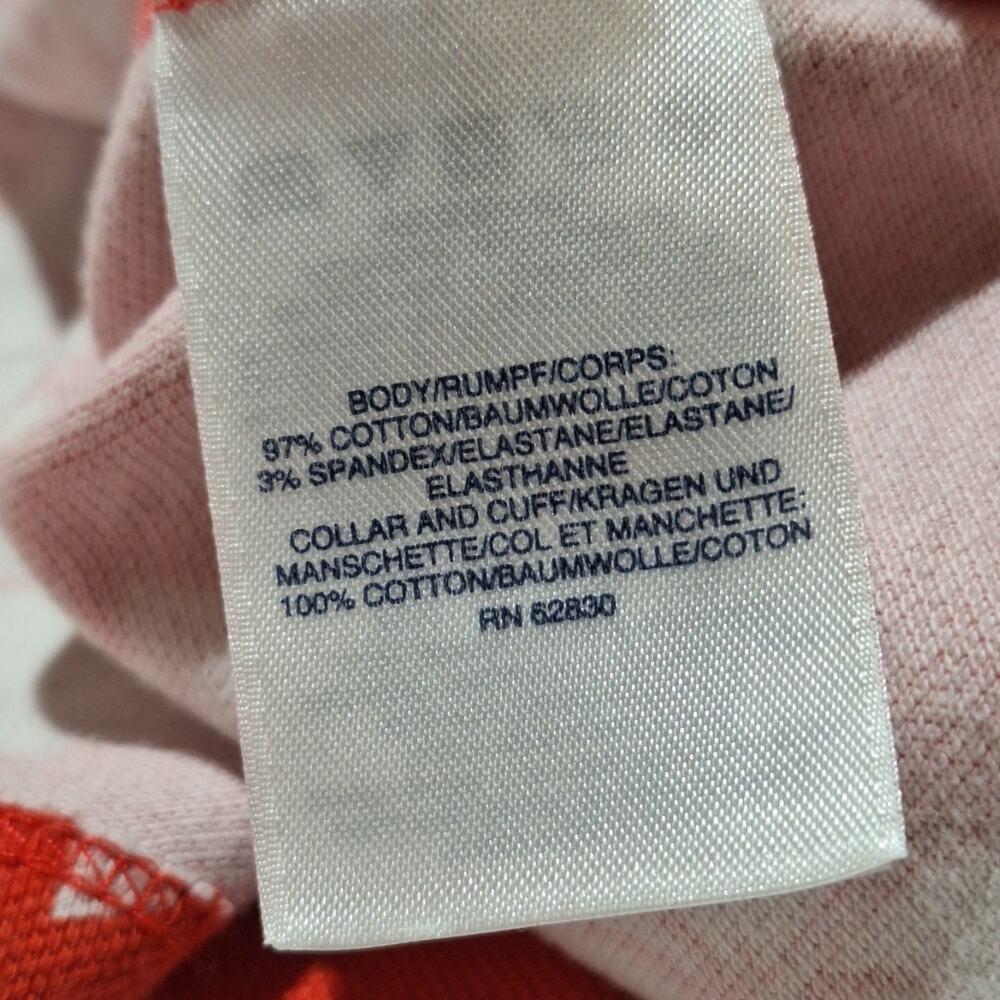 BODY/RUMPF/CORPS:
97% COTTON/BAUMWOLLE/COTON
3% SPANDEX/ELASTANE/ELASTANE/
ELASTHANNE
COLLAR AND CUFF/KRAGEN UND
MANSCHETTE/COL ET MANCHETTE:
100% COTTON/BAUMWOLLE/COTON
RN 62830